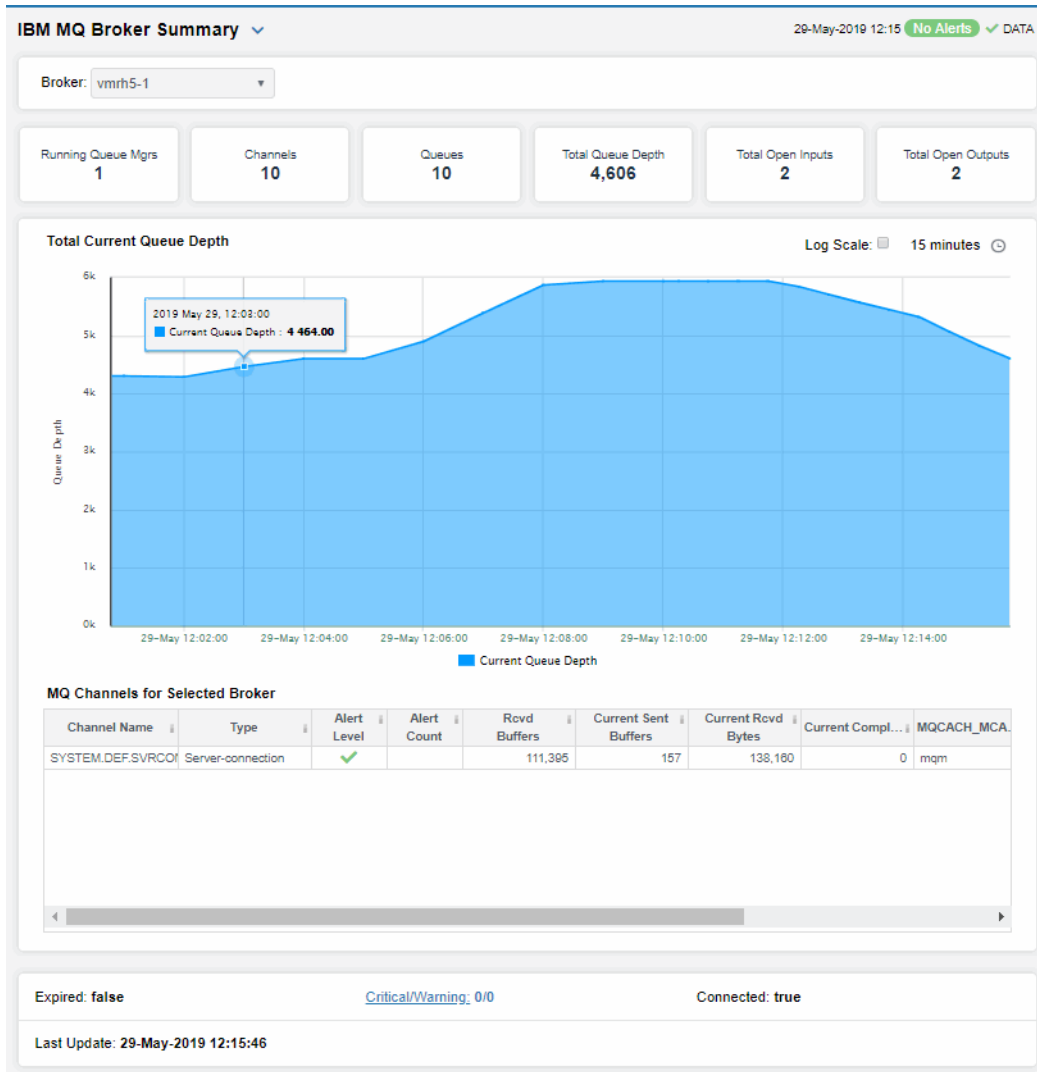 IBM MQ Broker Summary
29-May-2019 12:15 No Alerts DATA
Broker: vmrh5-1
Running Queue Mgrs Channels Queues Total Queue Depth Total Open Inputs Total Open Outputs
1 10 10 4,606 2 2
Total Current Queue Depth
Log Scale: 15 minutes
6k
2019 May 29, 12:03:00
Current Queue Depth : 4 464.00
5k
4k
Queue Depth
3k
2k
1k
0k
29-May 12:02:00 29-May 12:04:00 29-May 12:06:00 29-May 12:08:00 29-May 12:10:00 29-May 12:12:00 29-May 12:14:00
Current Queue Depth
MQ Channels for Selected Broker
Channel Name Type Alert Level Alert Count Rcvd Buffers Current Sent Buffers Current Rcvd Bytes Current Compl... MQCACH_MCA.
SYSTEM.DEF.SVRCO Server-connection 111,395 157 138,160 0 mqm
Expired: false Critical/Warning: 0/0 Connected: true
Last Update: 29-May-2019 12:15:46